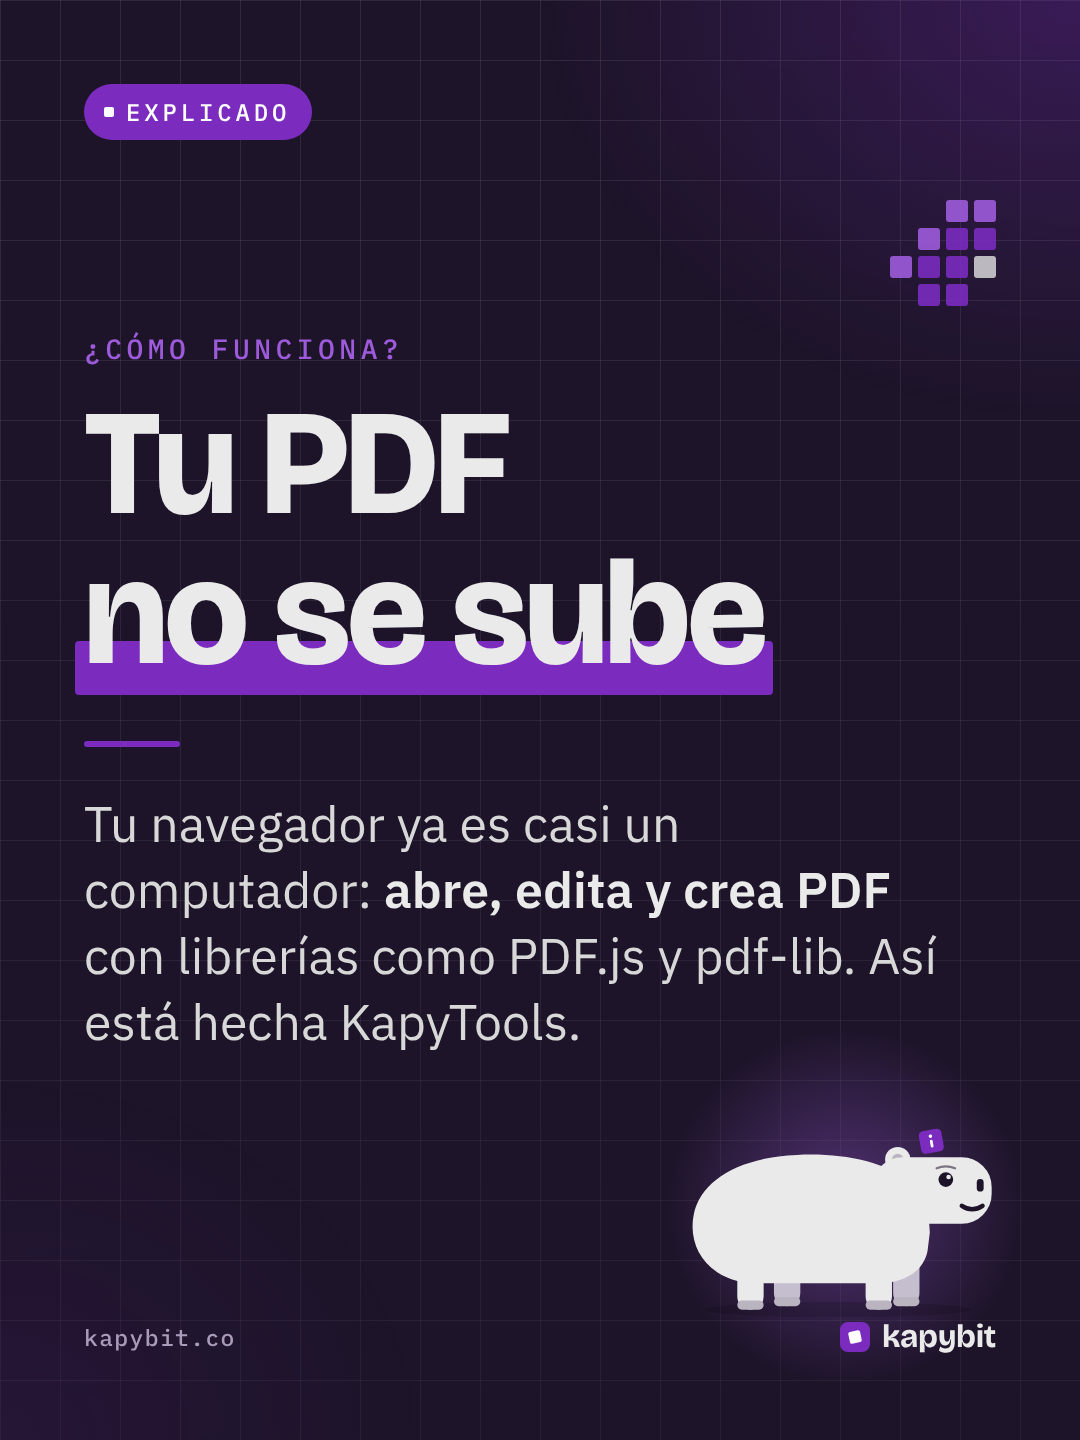 EXPLICADO
¿CÓMO FUNCIONA?
Tu PDF
no se sube
Tu navegador ya es casi un
computador: abre, edita y crea PDF
con librerías como PDF.js y pdf-lib. Así
está hecha KapyTools.
i
kapybit.co
kapybit